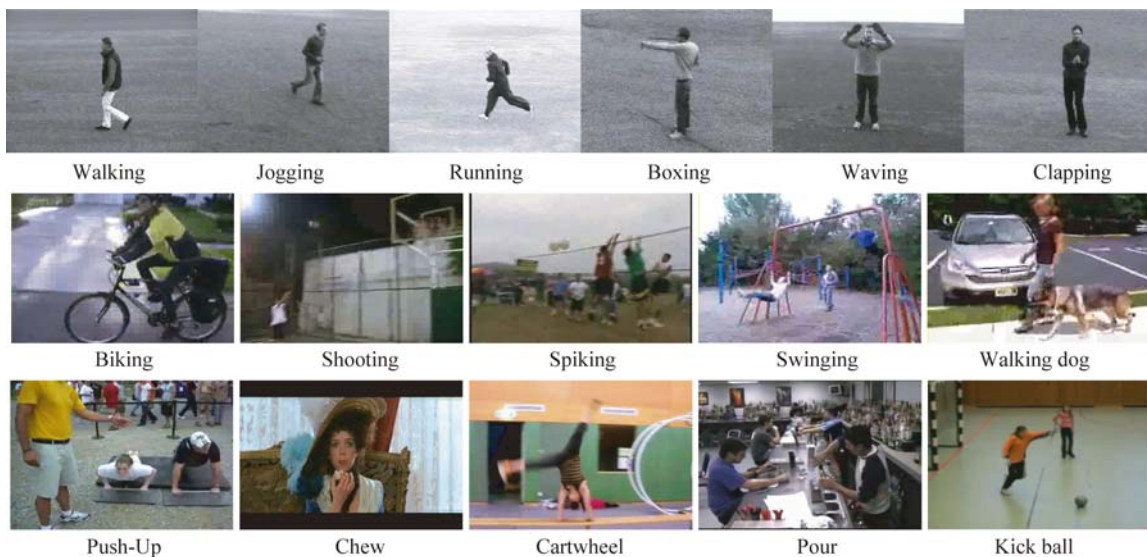 Walking Jogging Running Boxing Waving Clapping
Biking Shooting Spiking Swinging Walking dog
Push-Up Chew Cartwheel Pour Kick ball